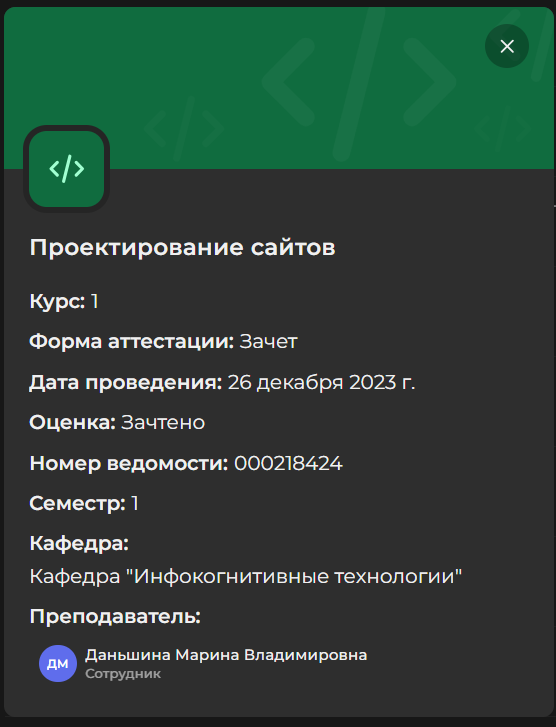 </>
Проектирование сайтов
Курс: 1
Форма аттестации: Зачет
Дата проведения: 26 декабря 2023 г.
Оценка: Зачтено
Номер ведомости: 000218424
Семестр: 1
Кафедра:
Кафедра "Инфокогнитивные технологии"
Преподаватель:
ДМ
Даньшина Марина Владимировна
Сотрудник